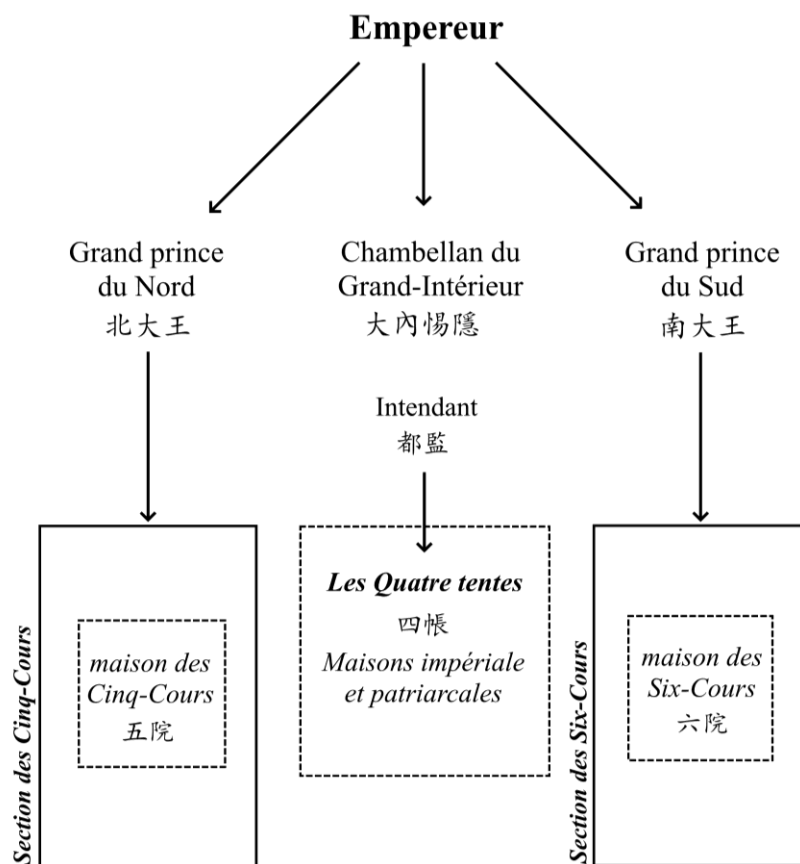 Empereur
Grand prince
du Nord
北大王
Chambellan du
Grand-Intérieur
大內惕隱
Grand prince
du Sud
南大王
Intendant
都監
Section des Cinq-Cours
maison des
Cinq-Cours
五院
Les Quatre tentes
四帳
Maisons impériale
et patriarcales
Section des Six-Cours
maison des
Six-Cours
六院